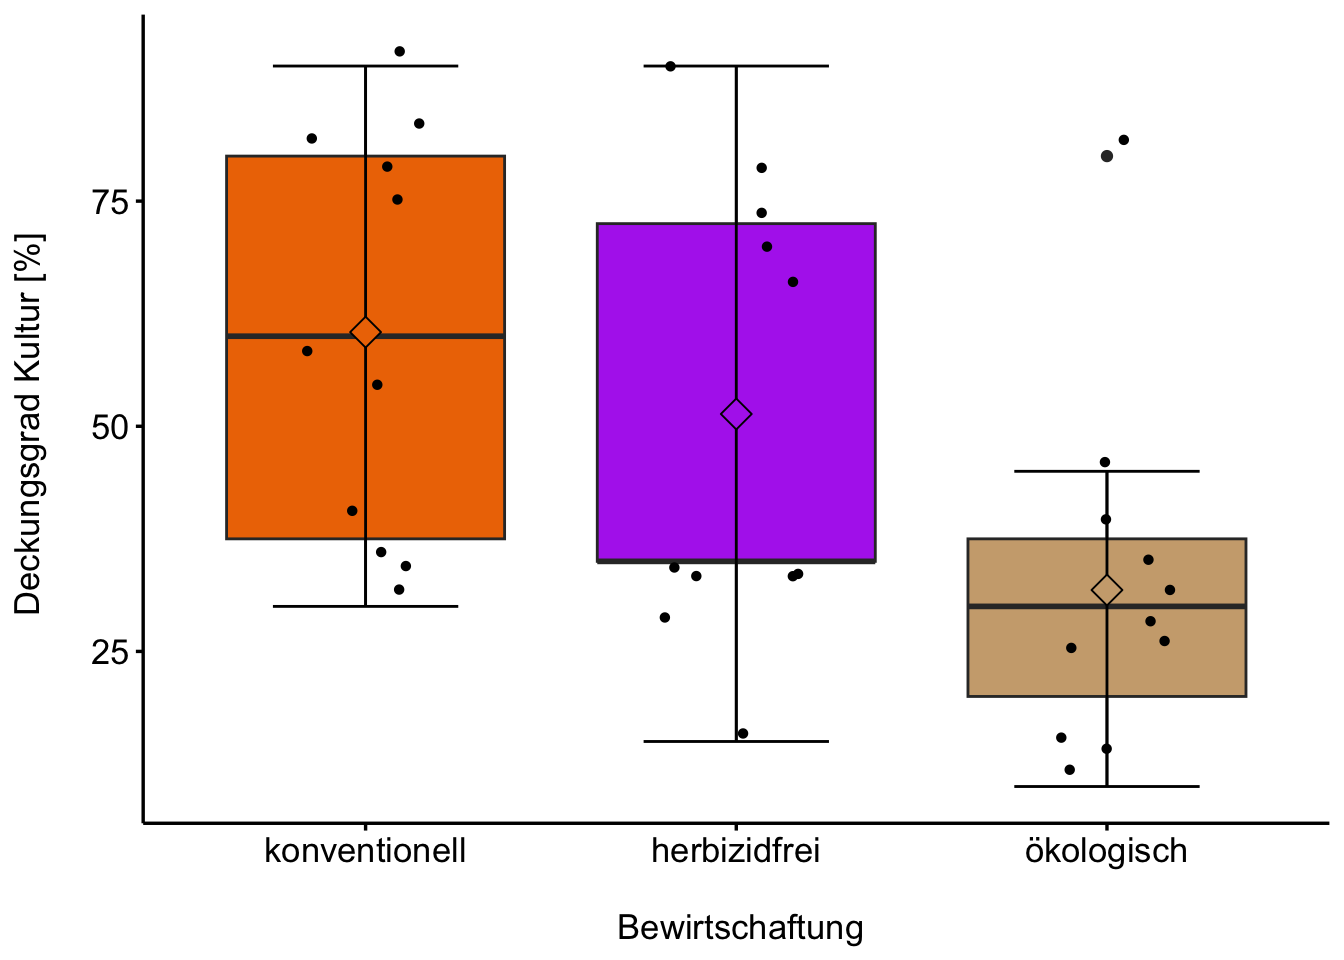 Deckungsgrad Kultur [%]
75
50
25
konventionell
herbizidfrei
ökologisch
Bewirtschaftung